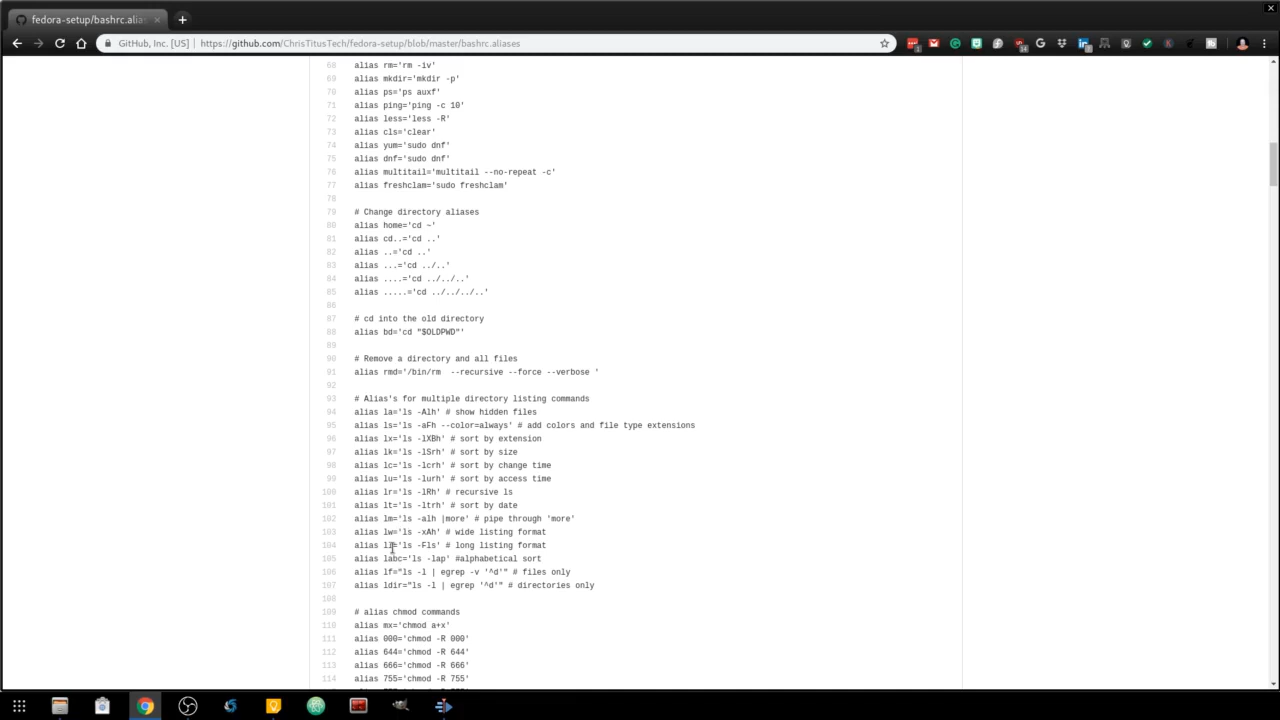 fedora-setup/bashrc.alia
GitHub, Inc. [US] | https://github.com/ChrisTitusTech/fedora-setup/blob/master/bashrc.aliases
68 alias rm='rm -iv'
69 alias mkdir='mkdir -p'
70 alias ps='ps auxf'
71 alias ping='ping -c 10'
72 alias less='less -R'
73 alias cls='clear'
74 alias yum='sudo dnf'
75 alias dnf='sudo dnf'
76 alias multitail='multitail --no-repeat -c'
77 alias freshclam='sudo freshclam'
78
79 # Change directory aliases
80 alias home='cd ~'
81 alias cd..='cd ..'
82 alias ..='cd ..'
83 alias ...='cd ../..'
84 alias ....='cd ../../..'
85 alias .....='cd ../../../..'
86
87 # cd into the old directory
88 alias bd='cd "$OLDPWD"'
89
90 # Remove a directory and all files
91 alias rmd='/bin/rm  --recursive --force --verbose '
92
93 # Alias's for multiple directory listing commands
94 alias la='ls -Alh' # show hidden files
95 alias ls='ls -aFh --color=always' # add colors and file type extensions
96 alias lx='ls -lXBh' # sort by extension
97 alias lk='ls -lSrh' # sort by size
98 alias lc='ls -lcrh' # sort by change time
99 alias lu='ls -lurh' # sort by access time
100 alias lr='ls -lRh' # recursive ls
101 alias lt='ls -ltrh' # sort by date
102 alias lm='ls -alh |more' # pipe through 'more'
103 alias lw='ls -xAh' # wide listing format
104 alias ll='ls -Fls' # long listing format
105 alias labc='ls -lap' #alphabetical sort
106 alias lf="ls -l | egrep -v '^d'" # files only
107 alias ldir="ls -l | egrep '^d'" # directories only
108
109 # alias chmod commands
110 alias mx='chmod a+x'
111 alias 000='chmod -R 000'
112 alias 644='chmod -R 644'
113 alias 666='chmod -R 666'
114 alias 755='chmod -R 755'